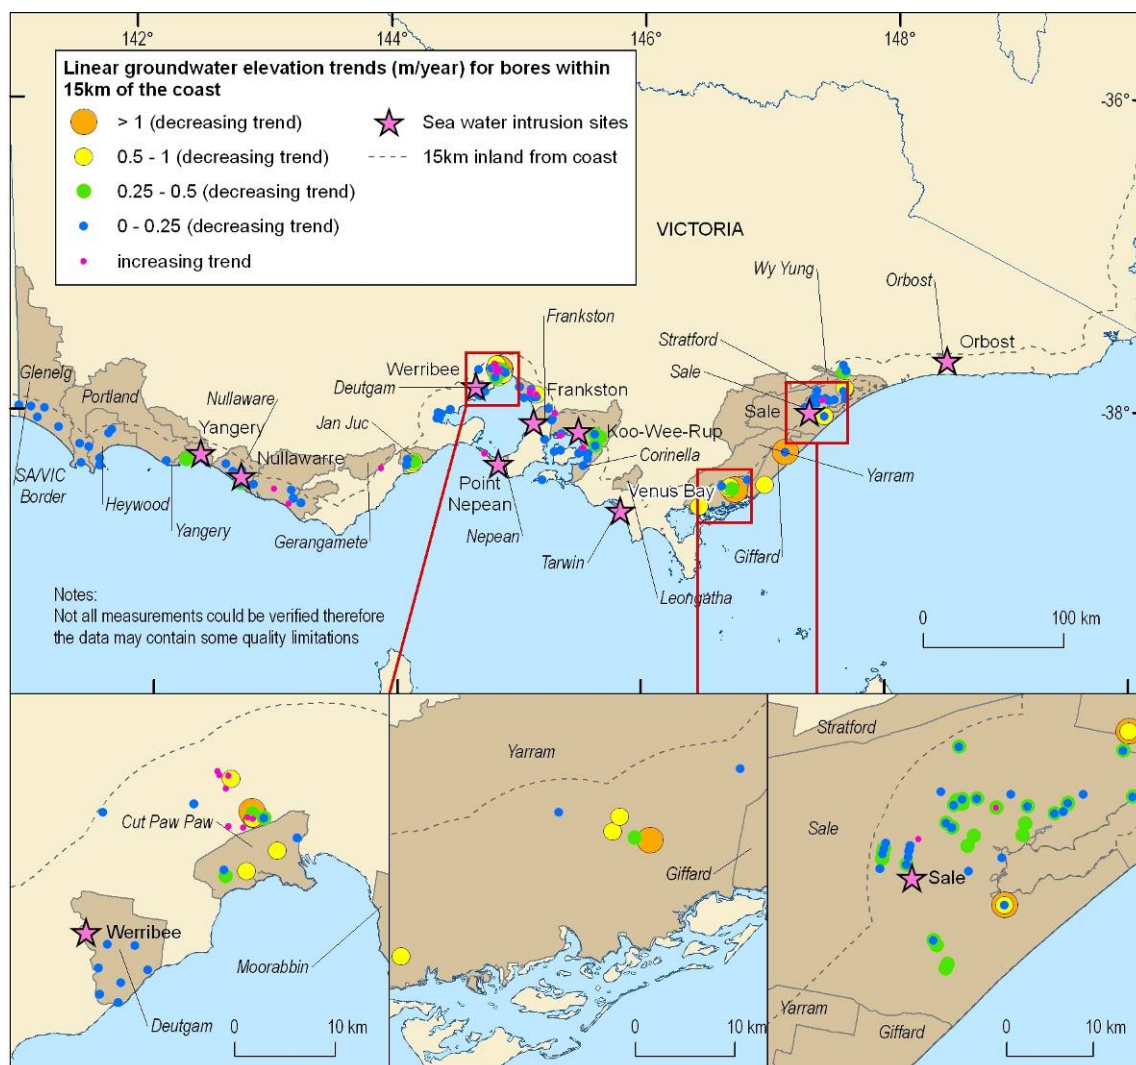 142
144
146
148
Linear groundwater elevation trends (m/year) for bores within
15km of the coast
> 1 (decreasing trend)
Sea water intrusion sites
0.5 - 1 (decreasing trend)
15km inland from coast
0.25 - 0.5 (decreasing trend)
0 - 0.25 (decreasing trend)
increasing trend
-36°
VICTORIA
Wy Yung
Orbost
Frankston
Stratford
Orbost
Glenelg
Werribee
Sale
Portland
Deutgam
Nullaware
Frankston
Sale
-38°
Yangery
Jan Juc
Koo-Wee-Rup
Nullawarre
Corinella
Yarram
SA/VIC
Border
Point
Nepean
Venus Bay
Heywood
Yangery
Gerangamete
Nepean
Tarwin
Giffard
Leongatha
Notes:
Not all measurements could be verified therefore
the data may contain some quality limitations
0
100 km
Cut Paw Paw
Werribee
Moorabbin
Deutgam
0
10 km
Yarram
Giffard
0
10 km
Stratford
Sale
Sale
Yarram
Giffard
0
10 km